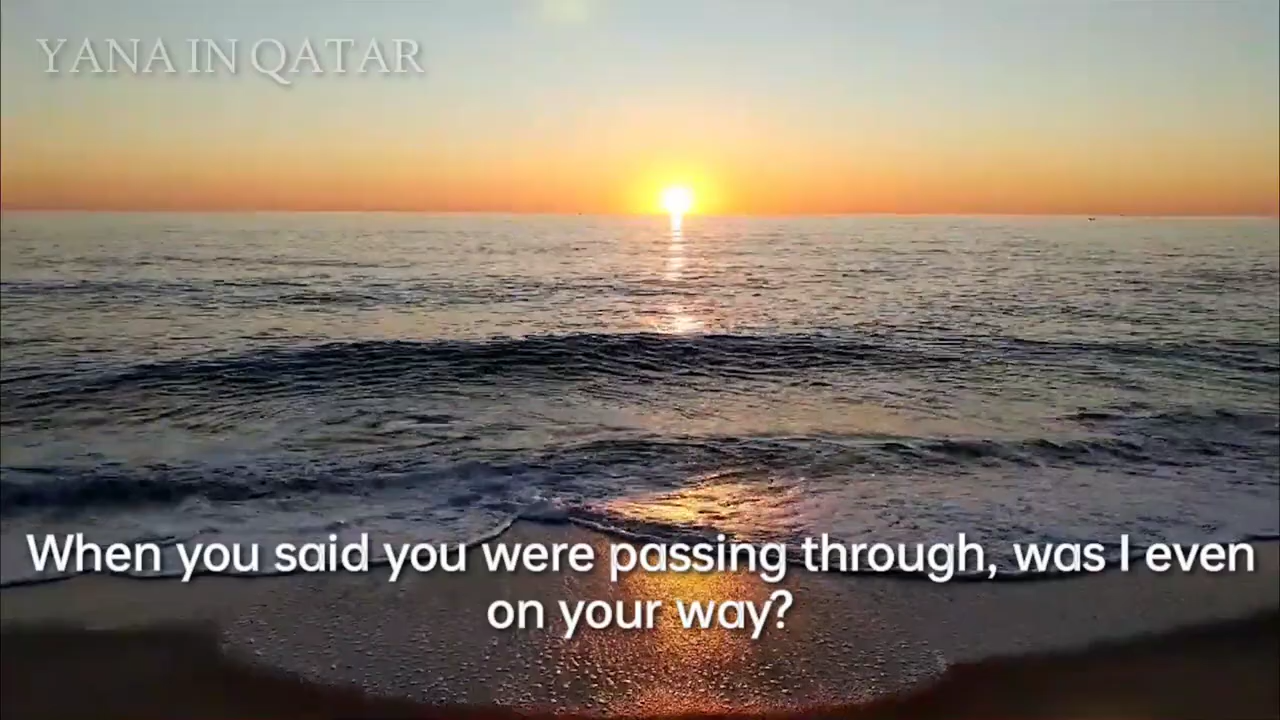 YANA IN QATAR
When you said you were passing through, was I even
on your way?